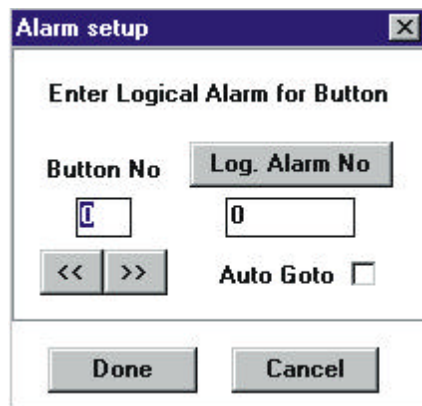 Alarm setup
Enter Logical Alarm for Button
Button No
Log. Alarm No
0
0
<<
>>
Auto Goto
Done
Cancel